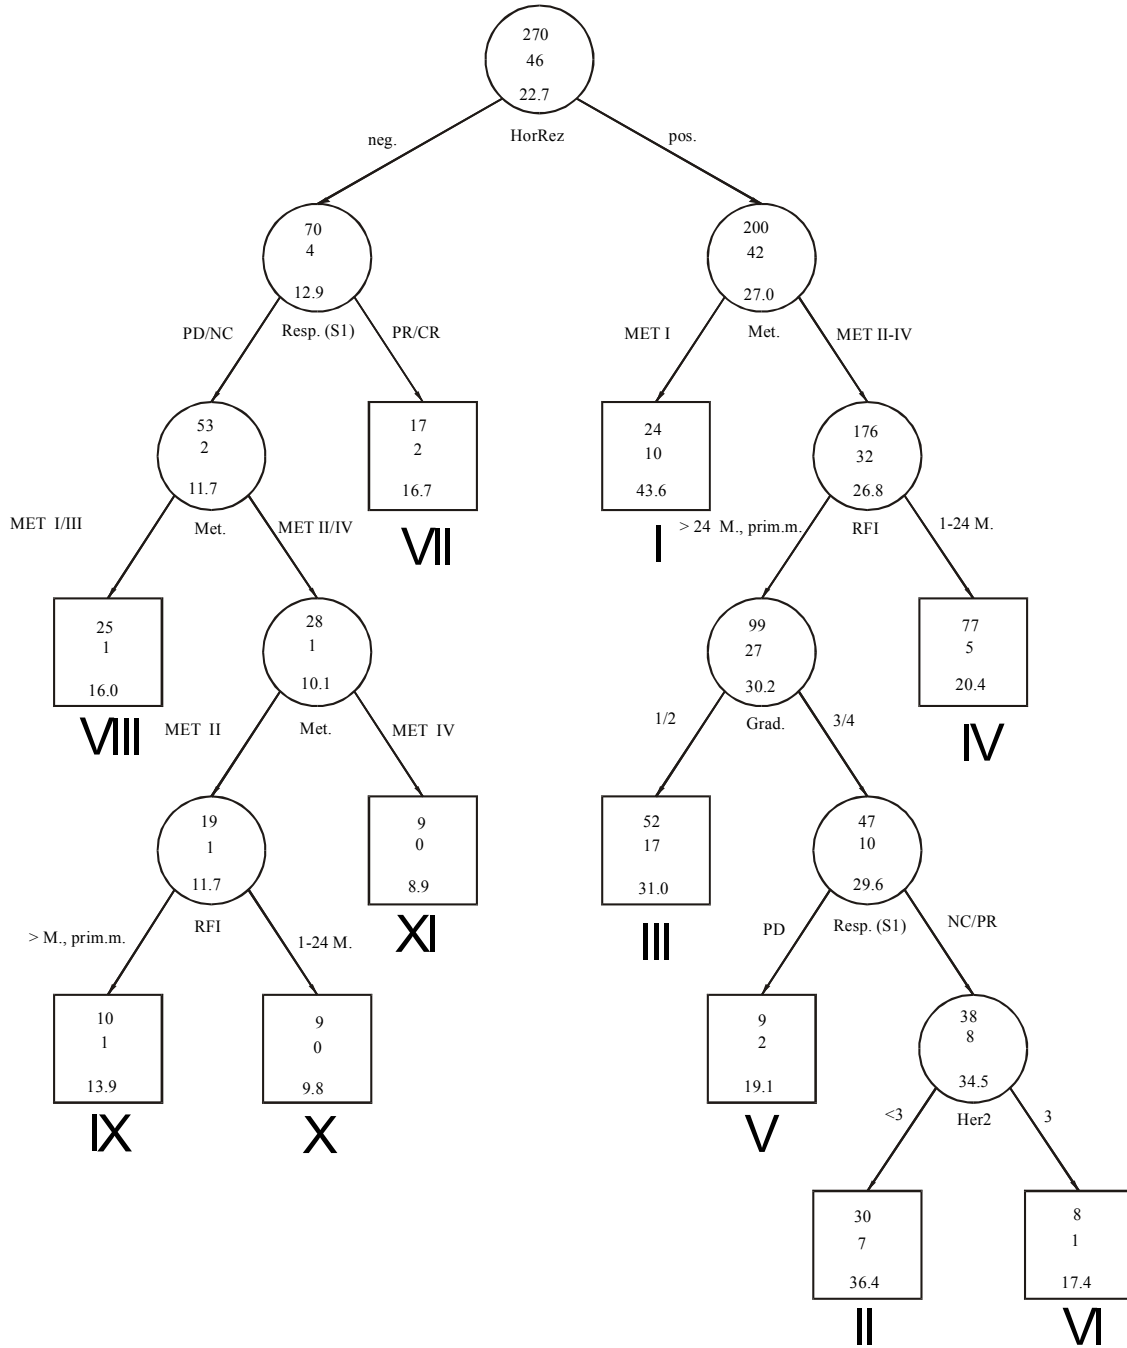 270
46
22.7
HorRez
neg.
pos.
70
4
12.9
Resp. (S1)
200
42
27.0
Met.
PD/NC
PR/CR
MET I
MET II-IV
53
2
11.7
Met.
17
2
16.7
VII
24
10
43.6
I
176
32
26.8
RFI
MET I/III
MET II/IV
> 24 M., prim.m.
1-24 M.
25
1
16.0
VIII
28
1
10.1
Met.
99
27
30.2
Grad.
77
5
20.4
IV
MET II
MET IV
1/2
3/4
19
1
11.7
RFI
9
0
8.9
XI
52
17
31.0
III
47
10
29.6
Resp. (S1)
> M., prim.m.
1-24 M.
PD
NC/PR
10
1
13.9
IX
9
0
9.8
X
9
2
19.1
V
38
8
34.5
Her2
<3
3
30
7
36.4
II
8
1
17.4
VI